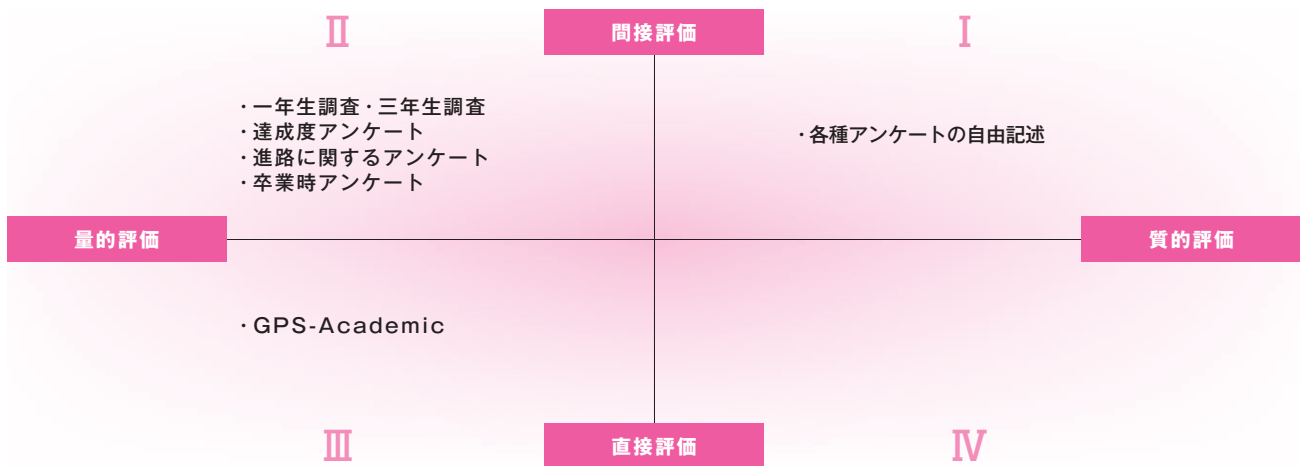 Ⅱ
間接評価
Ⅰ
・一年生調査・三年生調査
・達成度アンケート
・進路に関するアンケート
・卒業時アンケート
・各種アンケートの自由記述
量的評価
質的評価
・GPS-Academic
Ⅲ
直接評価
Ⅳ